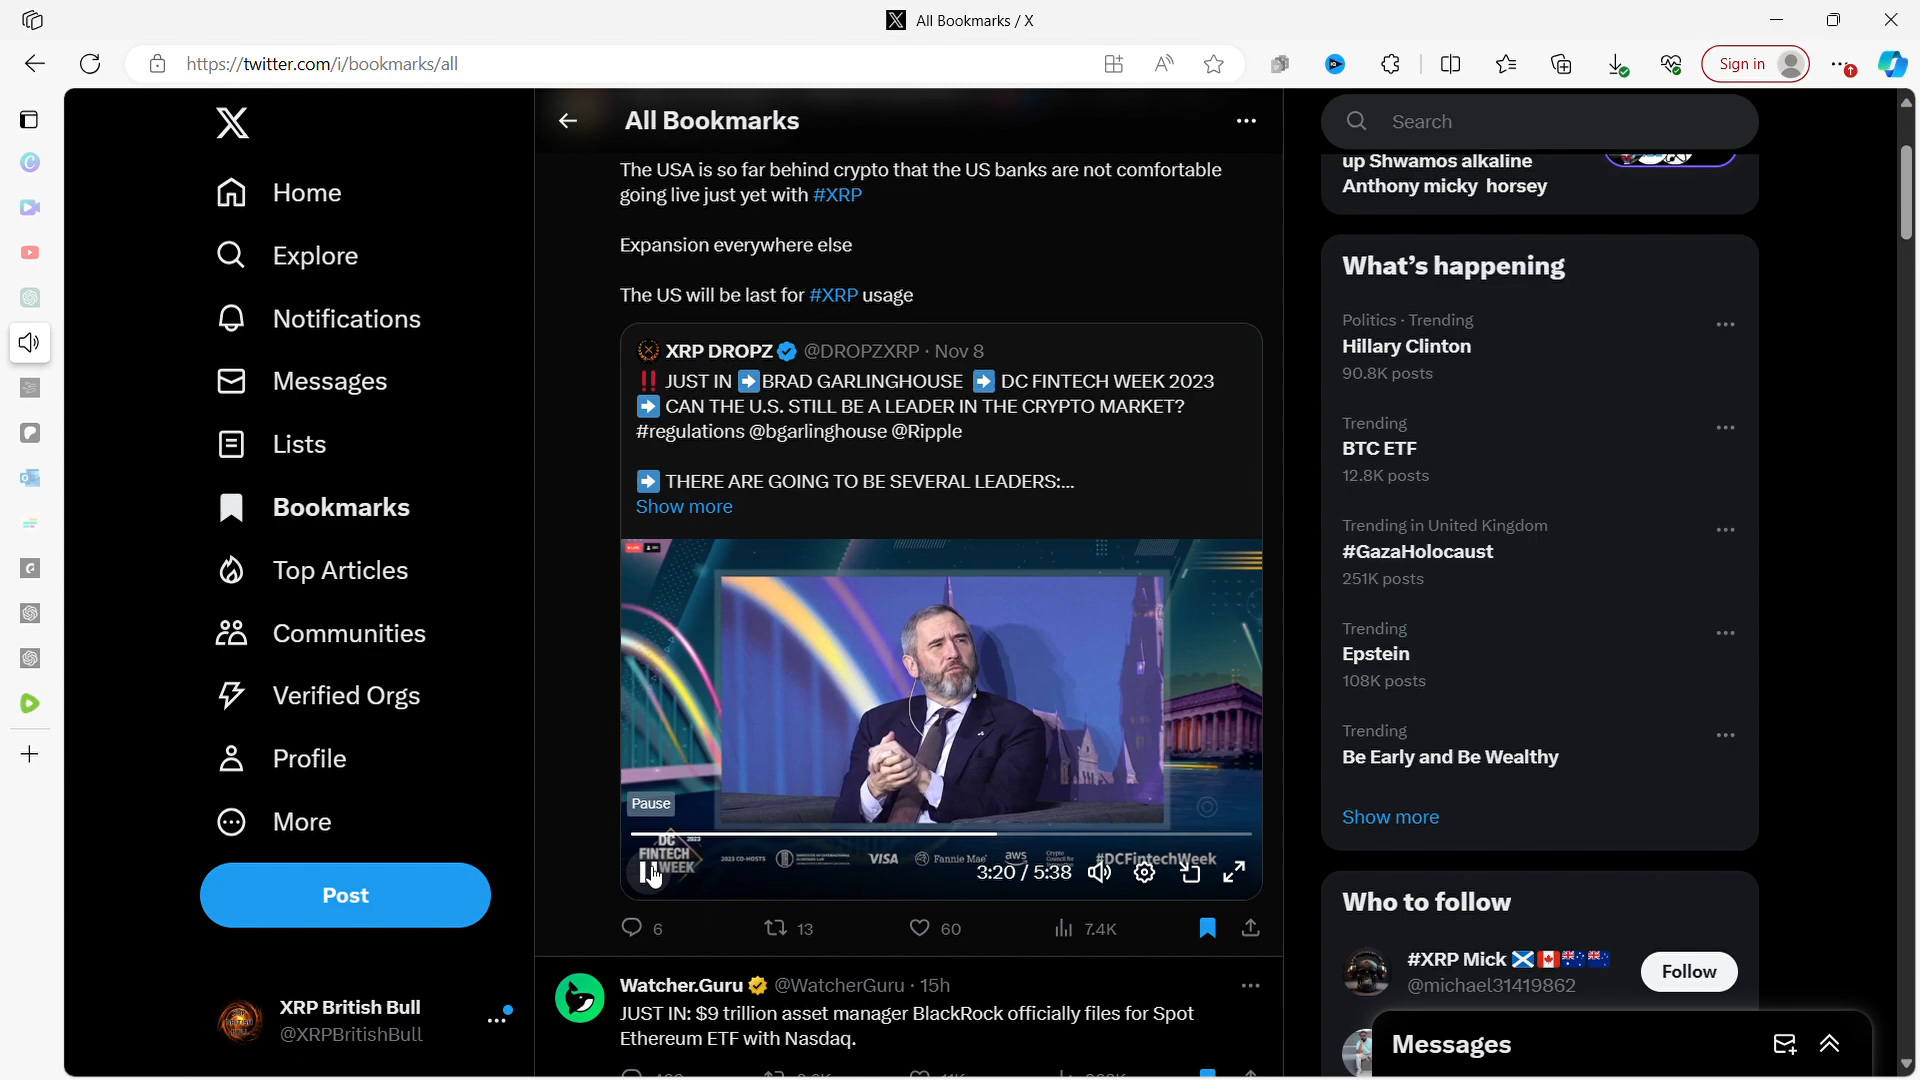 All Bookmarks / X
https://twitter.com/i/bookmarks/all
Sign in
Home
Explore
Notifications
Messages
Lists
Bookmarks
Top Articles
Communities
Verified Orgs
Profile
More
Post
XRP British Bull
@XRPBritishBull
All Bookmarks
The USA is so far behind crypto that the US banks are not comfortable
going live just yet with #XRP
Expansion everywhere else
The US will be last for #XRP usage
XRP DROPZ @DROPZXRP · Nov 8
‼️ JUST IN ➡️BRAD GARLINGHOUSE ➡️ DC FINTECH WEEK 2023
➡️ CAN THE U.S. STILL BE A LEADER IN THE CRYPTO MARKET?
#regulations @bgarlinghouse @Ripple
➡️ THERE ARE GOING TO BE SEVERAL LEADERS:...
Show more
Pause
DC 2023
FINTECH
WEEK
2023 CO-HOSTS
VISA
Fannie Mae
aws
#DCFintechWeek
3:20 / 5:38
6
13
60
7.4K
Watcher.Guru @WatcherGuru · 15h
JUST IN: $9 trillion asset manager BlackRock officially files for Spot
Ethereum ETF with Nasdaq.
Search
up Shwamos alkaline
Anthony micky horsey
What's happening
Politics · Trending
Hillary Clinton
90.8K posts
Trending
BTC ETF
12.8K posts
Trending in United Kingdom
#GazaHolocaust
251K posts
Trending
Epstein
108K posts
Trending
Be Early and Be Wealthy
Show more
Who to follow
#XRP Mick
@michael31419862
Follow
Messages